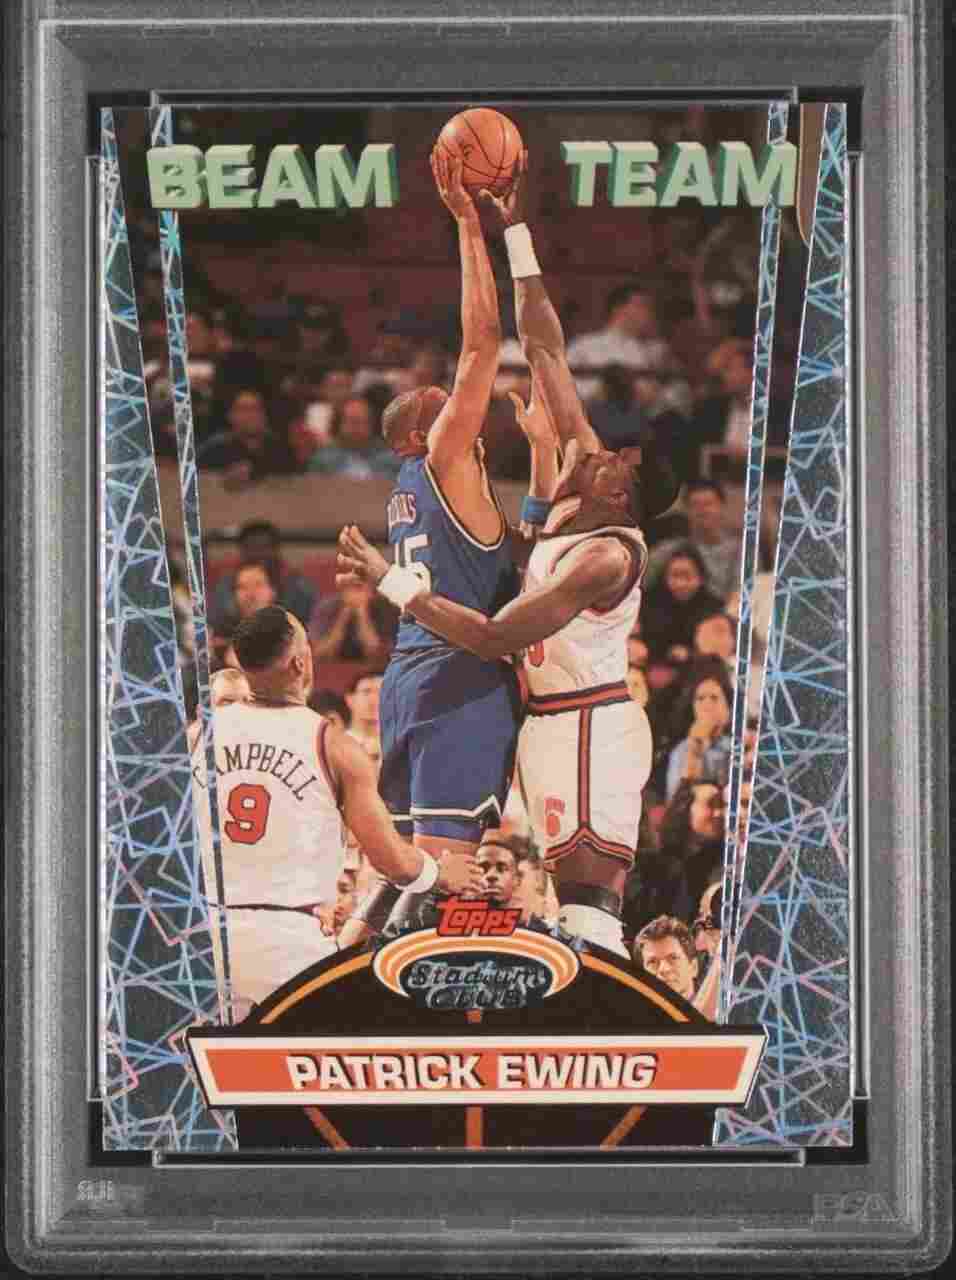 BEAM TEAM
CAMPBELL
9
TOPPS
Stadium
CLUB
PATRICK EWING
PSA